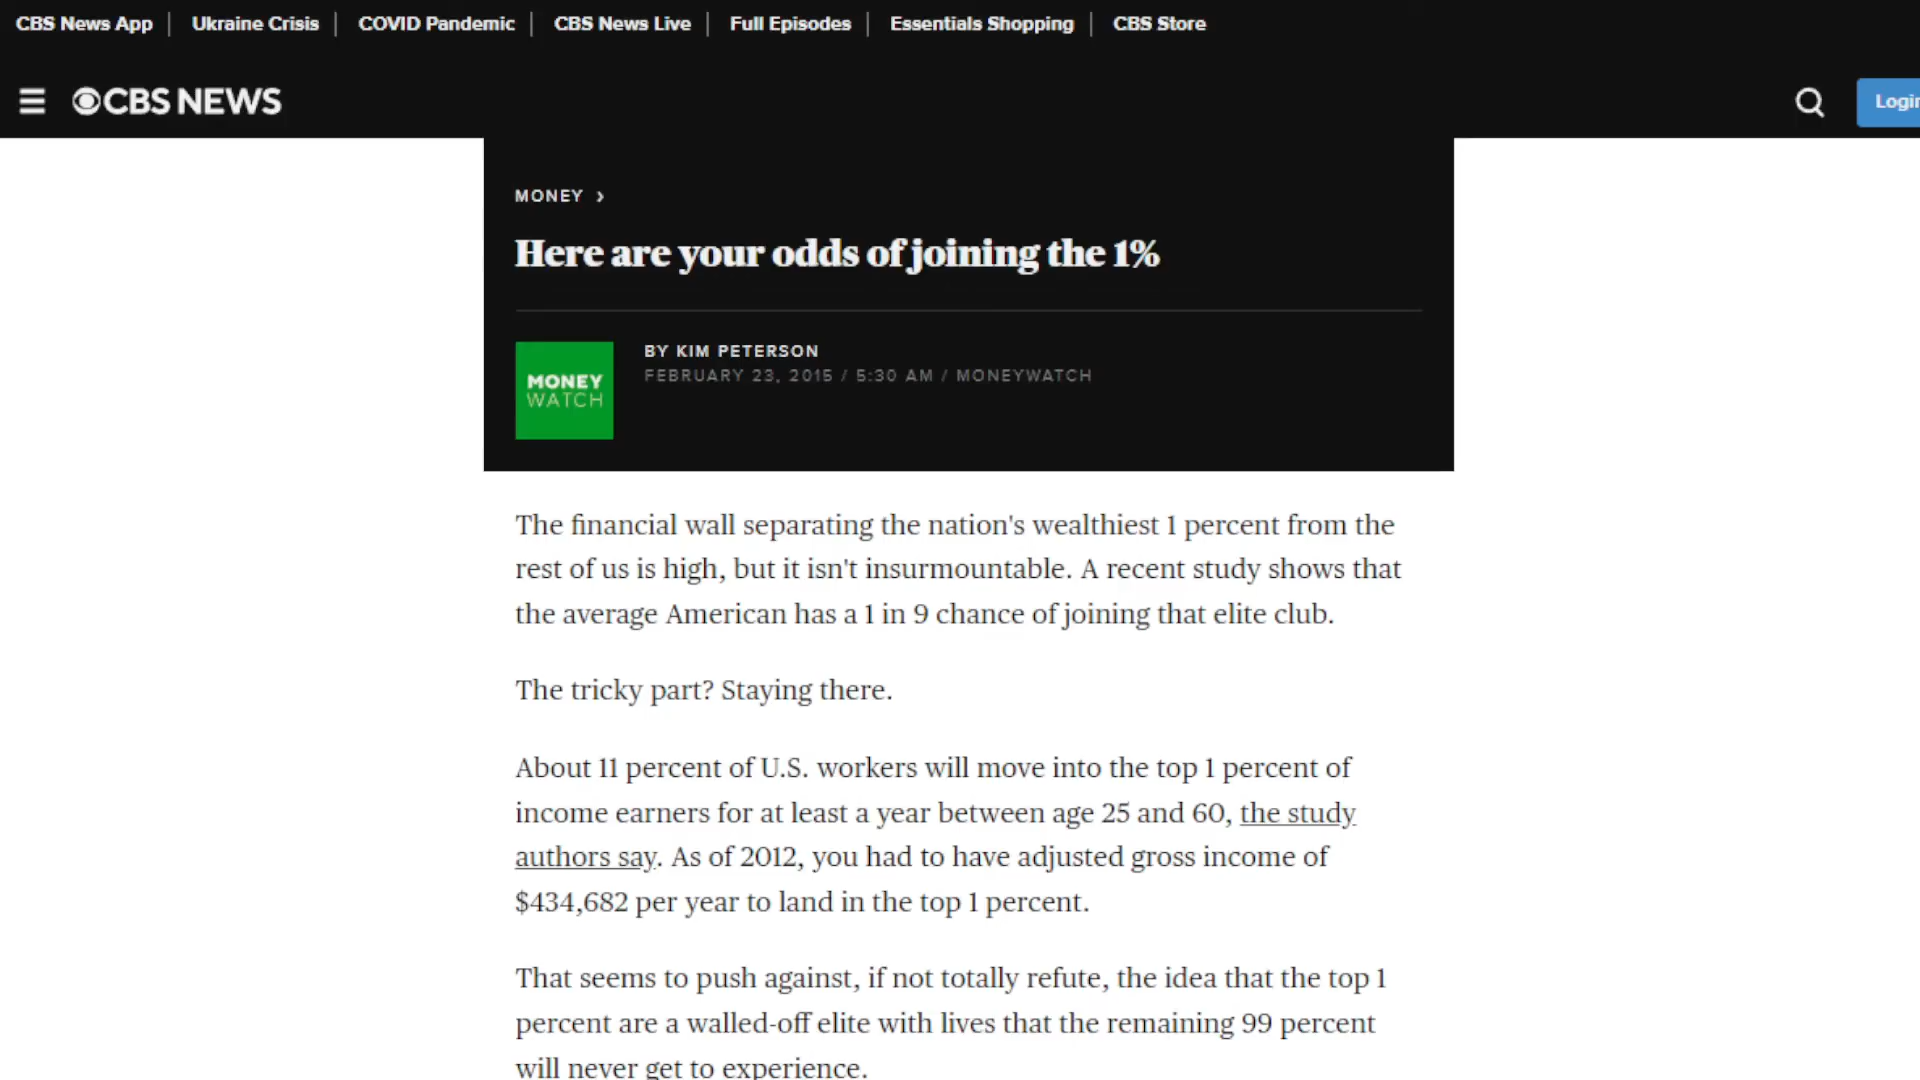 CBS News App
Ukraine Crisis
COVID Pandemic
CBS News Live
Full Episodes
Essentials Shopping
CBS Store
CBS NEWS
Login
MONEY ›
Here are your odds of joining the 1%
MONEY
WATCH
BY KIM PETERSON
FEBRUARY 23, 2015 / 5:30 AM / MONEYWATCH
The financial wall separating the nation's wealthiest 1 percent from the
rest of us is high, but it isn't insurmountable. A recent study shows that
the average American has a 1 in 9 chance of joining that elite club.
The tricky part? Staying there.
About 11 percent of U.S. workers will move into the top 1 percent of
income earners for at least a year between age 25 and 60, the study
authors say. As of 2012, you had to have adjusted gross income of
$434,682 per year to land in the top 1 percent.
That seems to push against, if not totally refute, the idea that the top 1
percent are a walled-off elite with lives that the remaining 99 percent
will never get to experience.